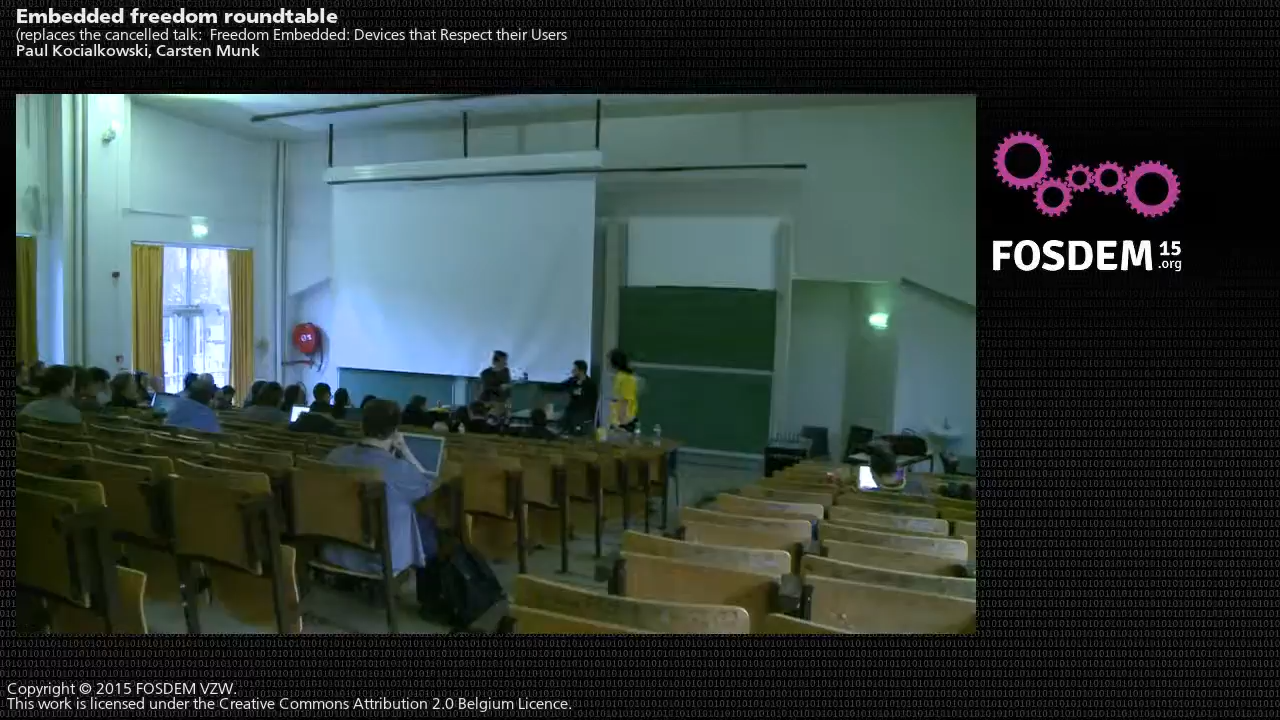 Embedded freedom roundtable
(replaces the cancelled talk:  Freedom Embedded: Devices that Respect their Users
Paul Kocialkowski, Carsten Munk
FOSDEM 15
.org
Copyright © 2015 FOSDEM VZW.
This work is licensed under the Creative Commons Attribution 2.0 Belgium Licence.